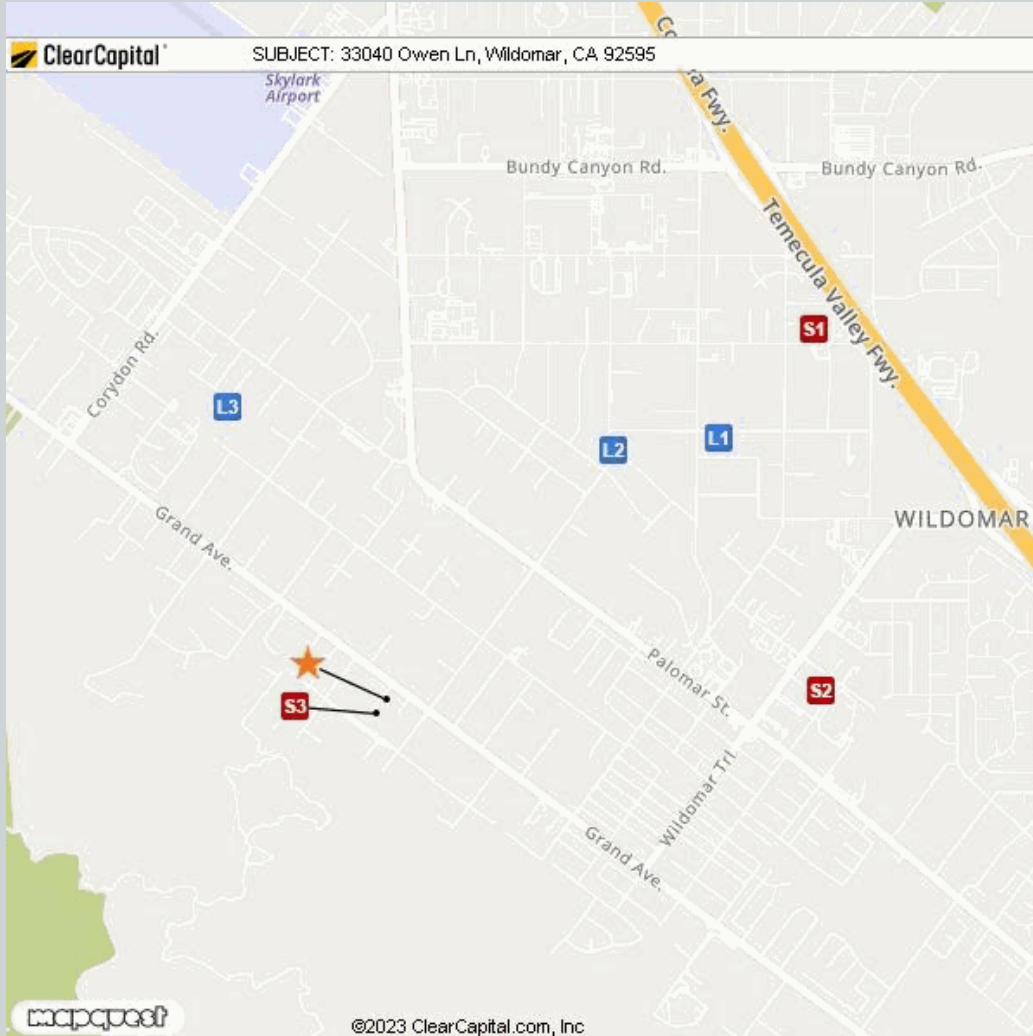 ClearCapital
SUBJECT: 33040 Owen Ln, Wildomar, CA 92595
Skylark
Airport
Bundy Canyon Rd.
Bundy Canyon Rd.
Temecula Valley Fwy.
S1
Corydon Rd.
L3
L2
L1
WILDOMAR
Grand Ave.
Palomar St.
S2
S3
Wildomar Trl.
Grand Ave.
mapquest
©2023 ClearCapital.com, Inc